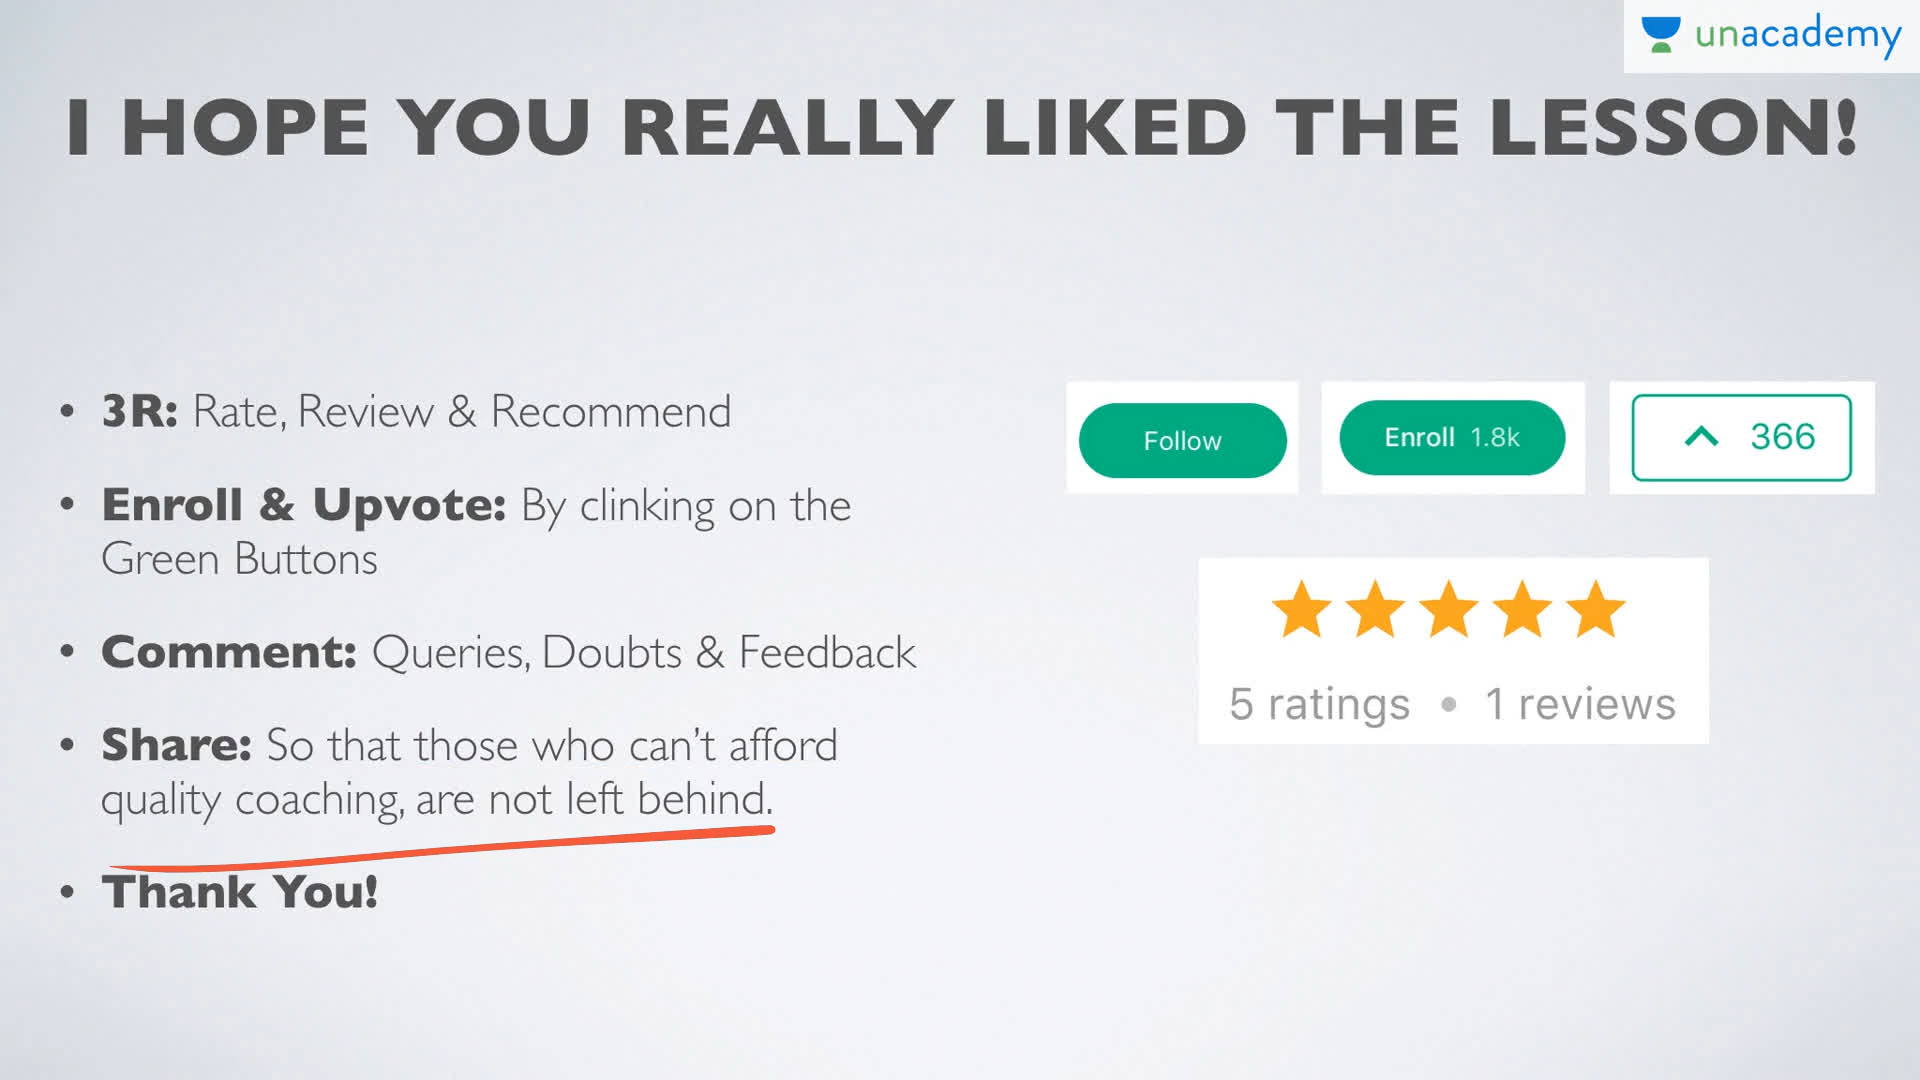 unacademy
I HOPE YOU REALLY LIKED THE LESSON!
• 3R: Rate, Review & Recommend
• Enroll & Upvote: By clinking on the
Green Buttons
• Comment: Queries, Doubts & Feedback
• Share: So that those who can't afford
quality coaching, are not left behind.
• Thank You!
Follow
Enroll 1.8k
366
5 ratings • 1 reviews